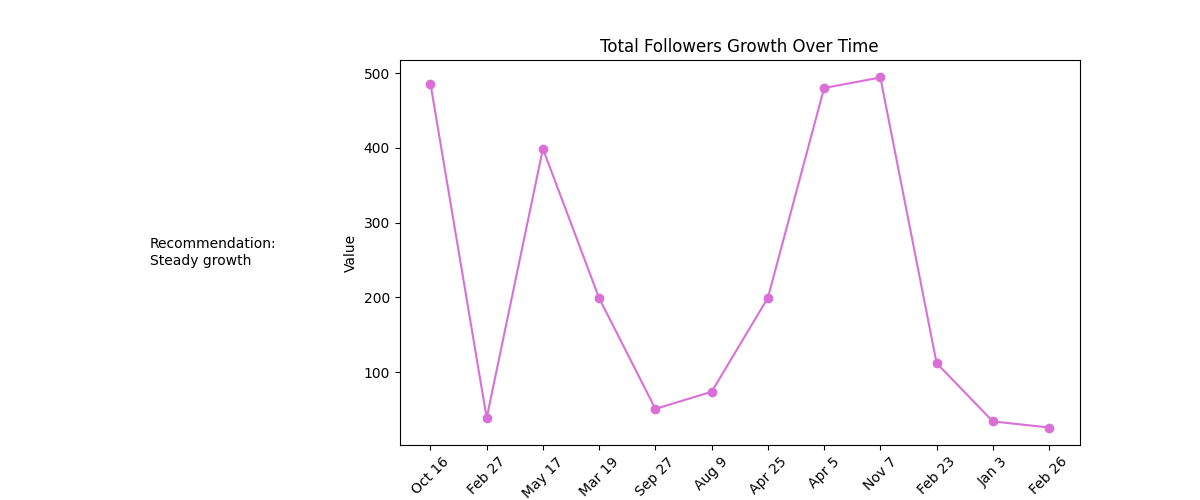 Total Followers Growth Over Time
Recommendation:
Steady growth
Value
500
400
300
200
100
Oct 16
Feb 27
May 17
Mar 19
Sep 27
Aug 9
Apr 25
Apr 5
Nov 7
Feb 23
Jan 3
Feb 26